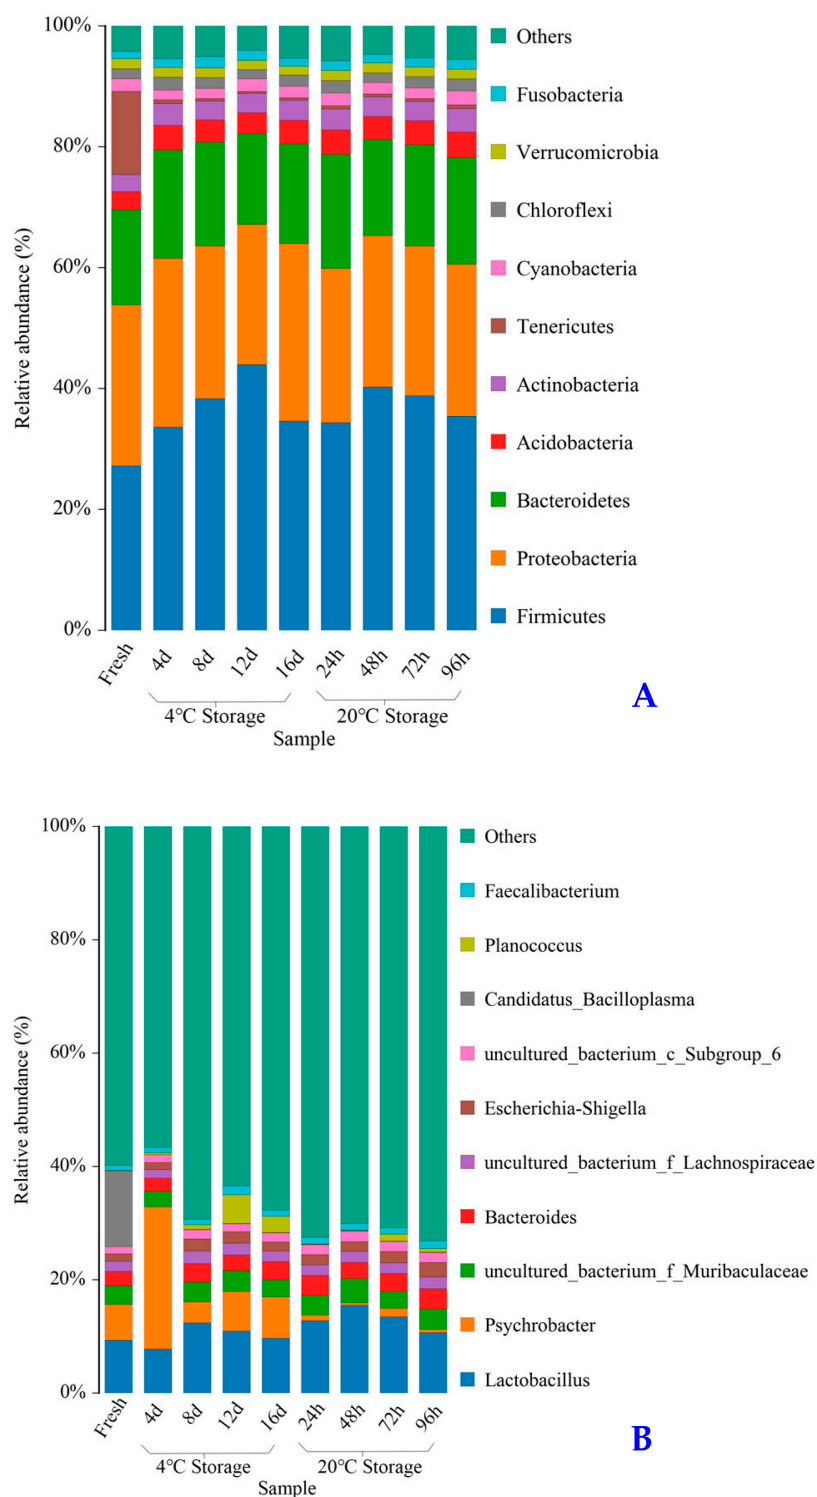 100%
80%
60%
40%
20%
0%
Relative abundance (%)
Fresh
4d
8d
12d
16d
24h
48h
72h
96h
4℃ Storage
20℃ Storage
Sample
Others
Fusobacteria
Verrucomicrobia
Chloroflexi
Cyanobacteria
Tenericutes
Actinobacteria
Acidobacteria
Bacteroidetes
Proteobacteria
Firmicutes
A
100%
80%
60%
40%
20%
0%
Relative abundance (%)
Fresh
4d
8d
12d
16d
24h
48h
72h
96h
4℃ Storage
20℃ Storage
Sample
Others
Faecalibacterium
Planococcus
Candidatus_Bacilloplasma
uncultured_bacterium_c_Subgroup_6
Escherichia-Shigella
uncultured_bacterium_f_Lachnospiraceae
Bacteroides
uncultured_bacterium_f_Muribaculaceae
Psychrobacter
Lactobacillus
B